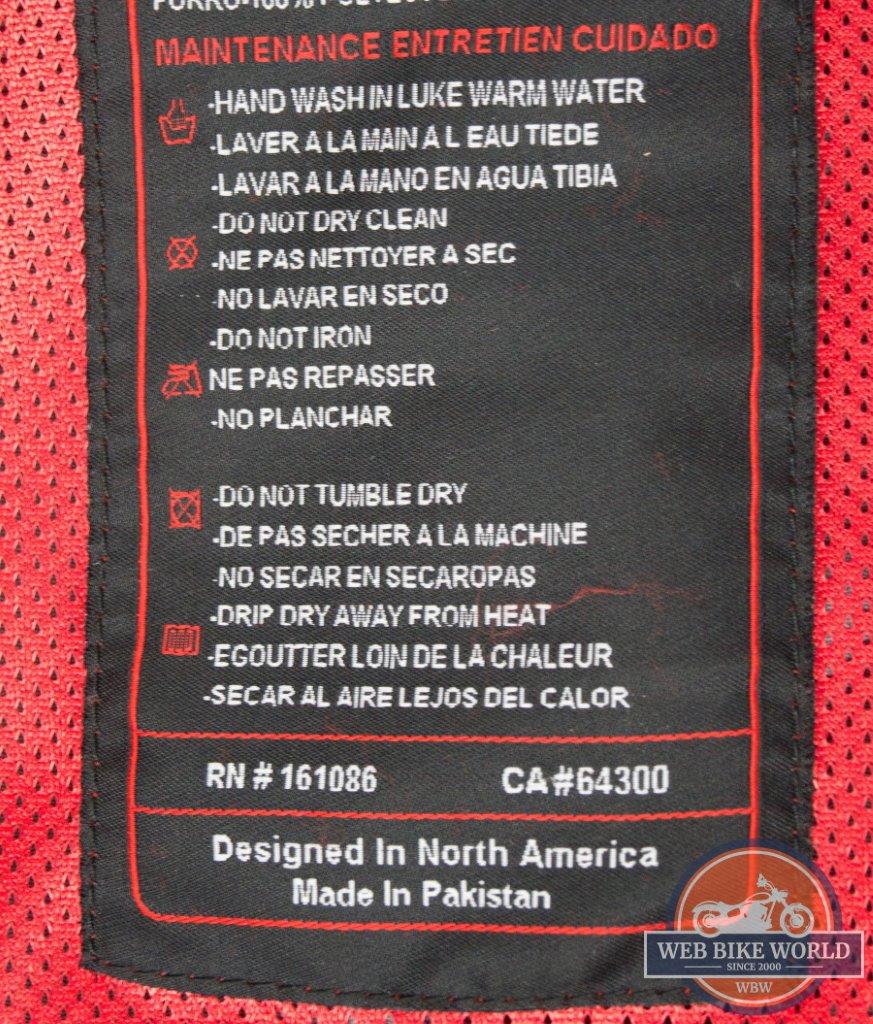 MAINTENANCE ENTRETIEN CUIDADO
-HAND WASH IN LUKE WARM WATER
-LAVER A LA MAIN A L EAU TIEDE
-LAVAR A LA MANO EN AGUA TIBIA
-DO NOT DRY CLEAN
-NE PAS NETTOYER A SEC
-NO LAVAR EN SECO
-DO NOT IRON
NE PAS REPASSER
-NO PLANCHAR
-DO NOT TUMBLE DRY
-DE PAS SECHER A LA MACHINE
-NO SECAR EN SECAROPAS
-DRIP DRY AWAY FROM HEAT
-EGOUTTER LOIN DE LA CHALEUR
-SECAR AL AIRE LEJOS DEL CALOR
RN # 161086 CA#64300
Designed In North America
Made In Pakistan
WEB BIKE WORLD
SINCE 2000
WBW